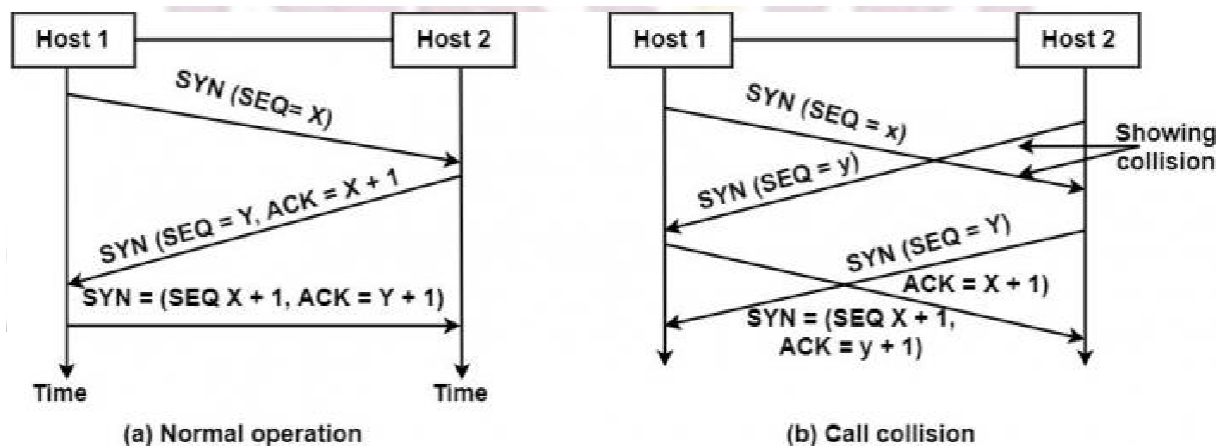 Host 1
Host 2
SYN (SEQ= X)
SYN (SEQ = Y, ACK = X + 1
SYN = (SEQ X + 1, ACK = Y + 1)
Time
Time
(a) Normal operation
Host 1
Host 2
SYN (SEQ = x)
Showing
collision
SYN (SEQ = y)
SYN (SEQ = Y)
ACK = X + 1)
SYN = (SEQ X + 1,
ACK = y + 1)
(b) Call collision